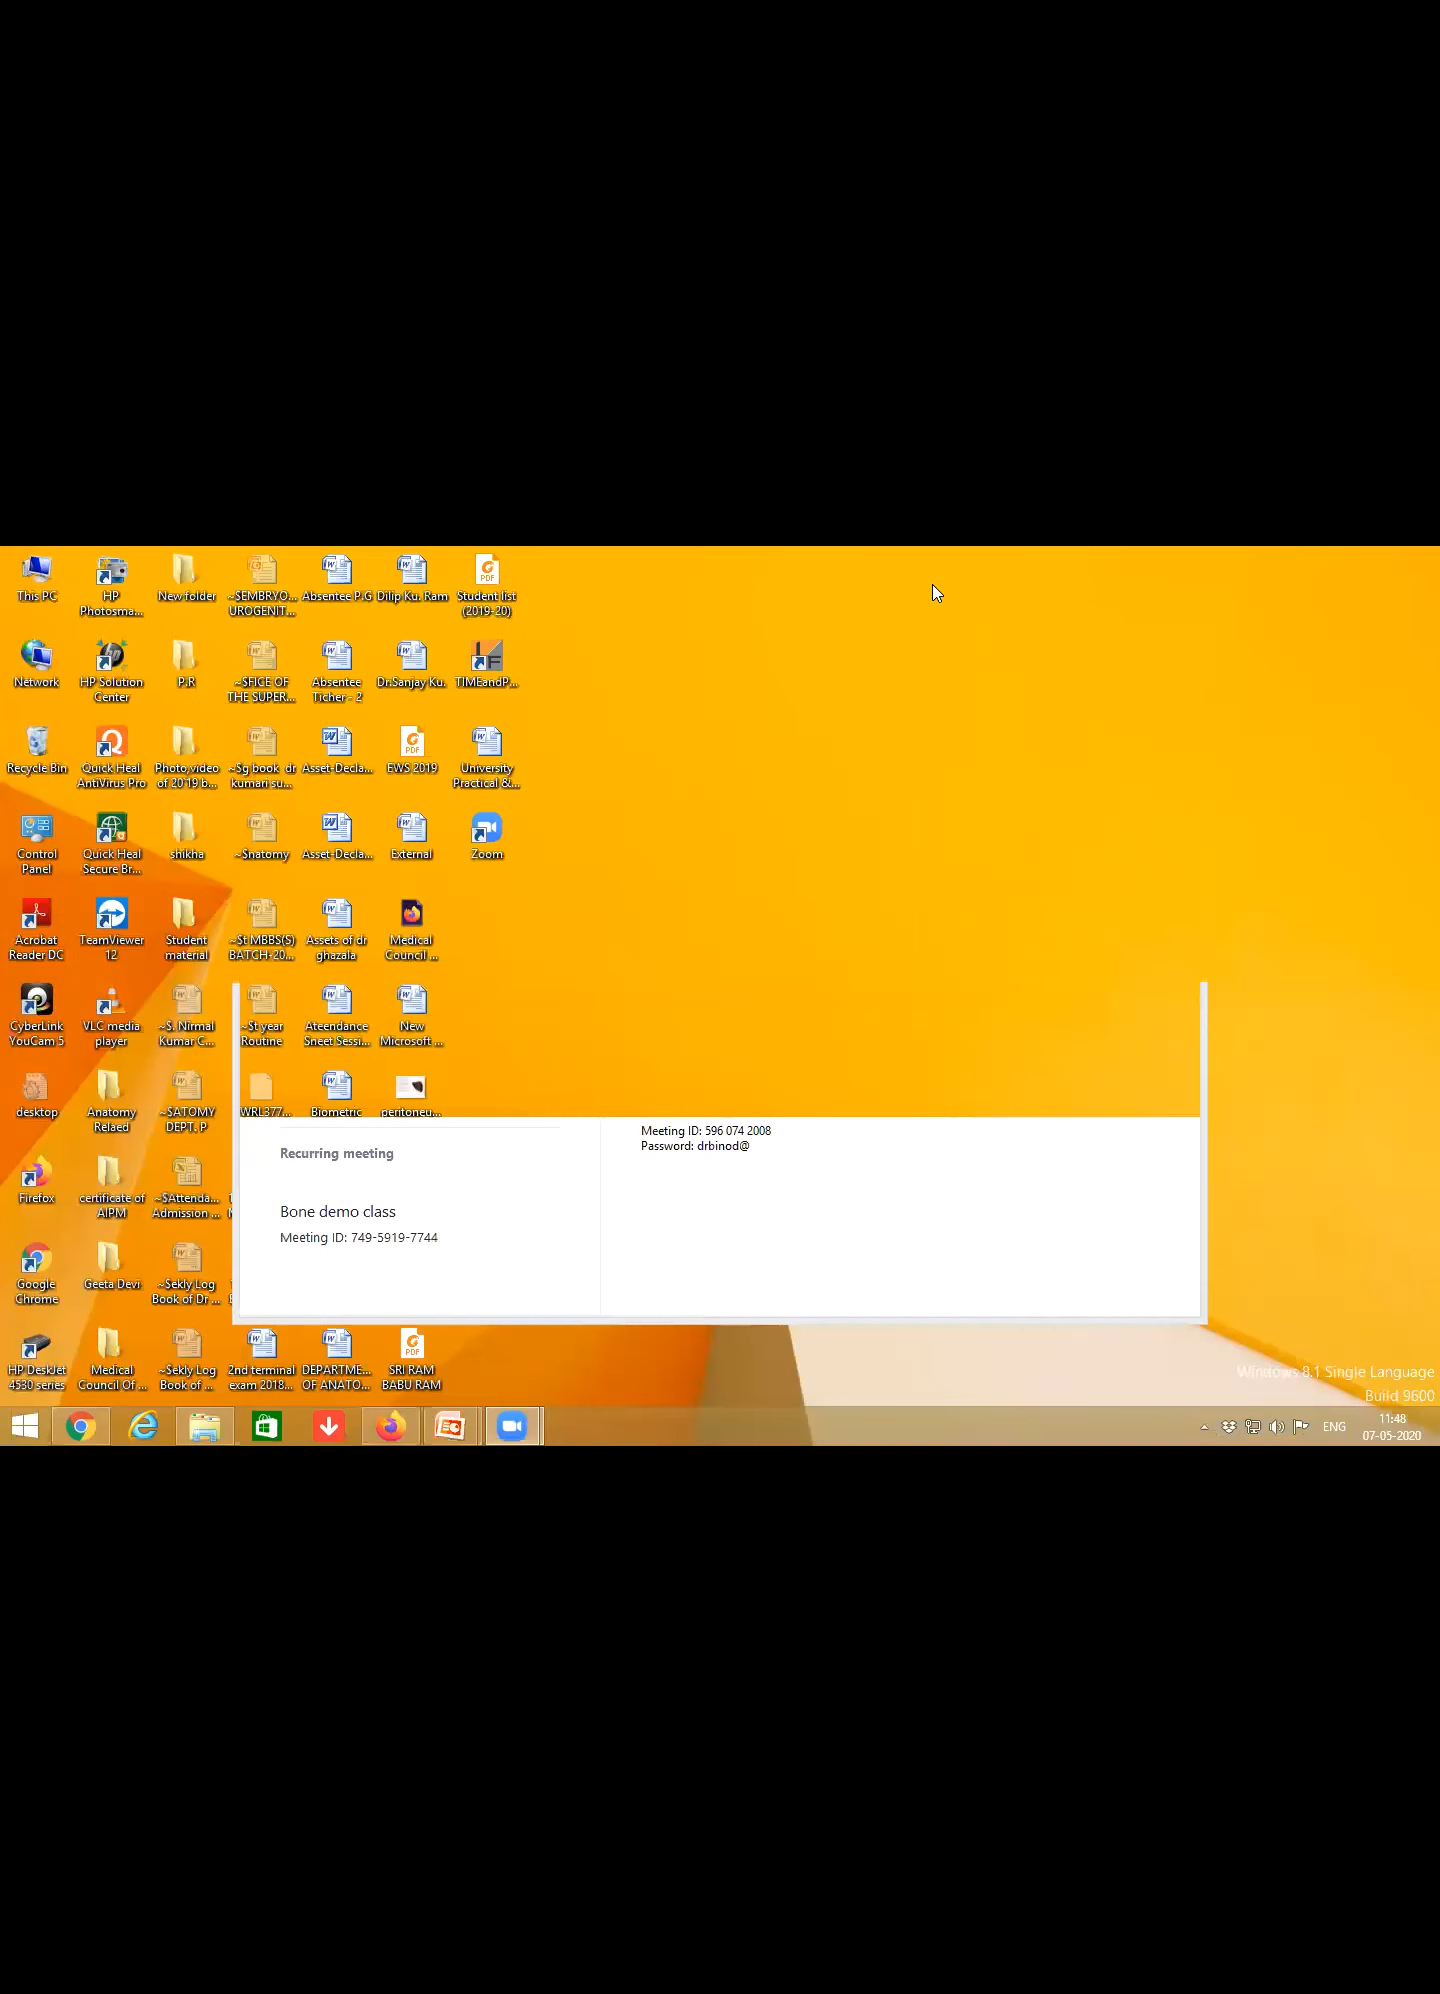 This PC
HP
Photosma...
New folder
~$EMBRYO...
UROGENIT...
Absentee P.G
Dilip Ku. Ram
Student list
(2019-20)
Network
HP Solution
Center
P.R
~$FICE OF
THE SUPER...
Absentee
Ticher - 2
Dr.Sanjay Ku.
TIMEandP...
Recycle Bin
Quick Heal
AntiVirus Pro
Photo,video
of 2019 b...
~$g book dr
kumari su...
Asset-Decla...
EWS 2019
University
Practical &...
Control
Panel
Quick Heal
Secure Br...
shikha
~$natomy
Asset-Decla...
External
Zoom
Acrobat
Reader DC
TeamViewer
12
Student
material
~$t MBBS(S)
BATCH-20...
Assets of dr
ghazala
Medical
Council ...
CyberLink
YouCam 5
VLC media
player
~$. Nirmal
Kumar C...
~$t year
Routine
Ateendance
Sneet Sessi...
New
Microsoft ...
desktop
Anatomy
Relaed
~$ATOMY
DEPT. P
WRL377...
Biometric
peritoneu...
Meeting ID: 596 074 2008
Password: drbinod@
Recurring meeting
Bone demo class
Meeting ID: 749-5919-7744
Firefox
certificate of
AIPM
~$Attenda...
Admission ...
Google
Chrome
Geeta Devi
~$ekly Log
Book of Dr ...
HP DeskJet
4530 series
Medical
Council Of ...
~$ekly Log
Book of ...
2nd terminal
exam 2018...
DEPARTME...
OF ANATO...
SRI RAM
BABU RAM
Windows 8.1 Single Language
Build 9600
ENG
11:48
07-05-2020